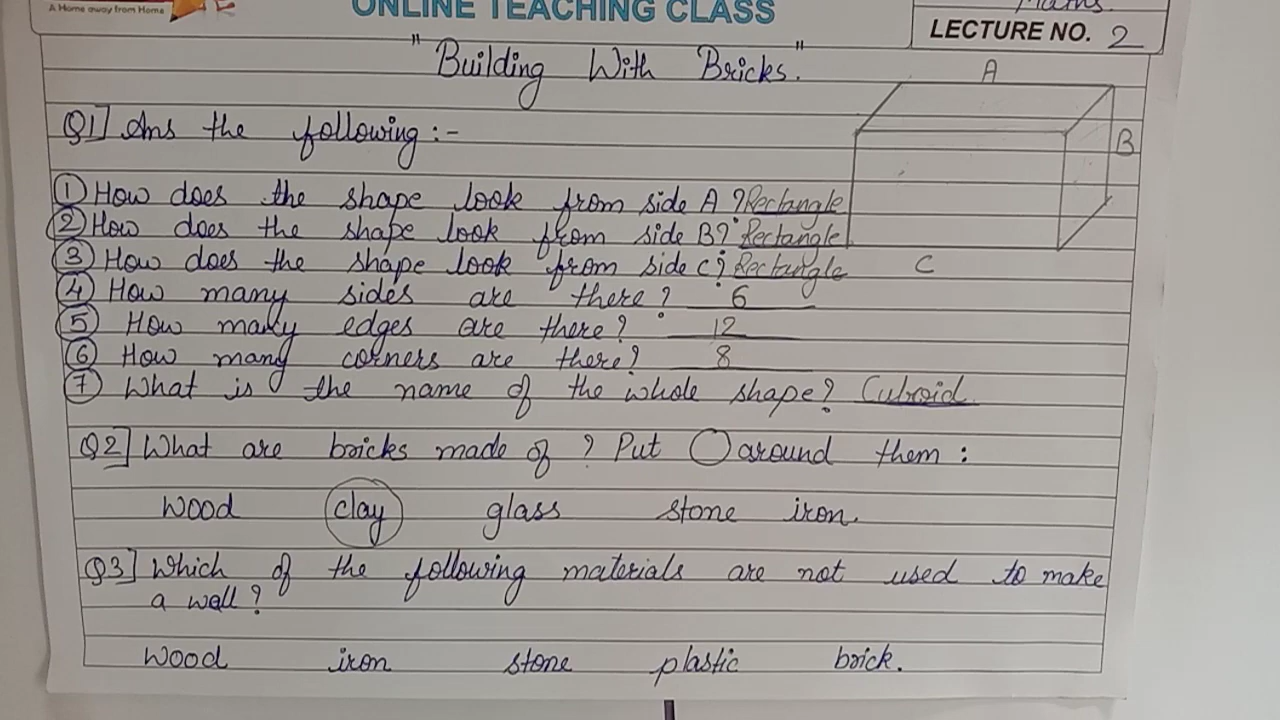 A Home away from Home
ONLINE TEACHING CLASS
Maths.
LECTURE NO. 2
"Building With Bricks."
A
Q1] Ans the following :-
B
① How does the shape look from side A ? Rectangle
② How does the shape look from side B? Rectangle
③ How does the shape look from side C? Rectangle
C
④ How many sides are there? 6
⑤ How many edges are there? 12
⑥ How many corners are there? 8
⑦ What is the name of the whole shape? Cuboid.
Q2] What are bricks made of ? Put ◯ around them :
Wood clay glass stone iron.
Q3] Which of the following materials are not used to make
a wall?
Wood iron stone plastic brick.